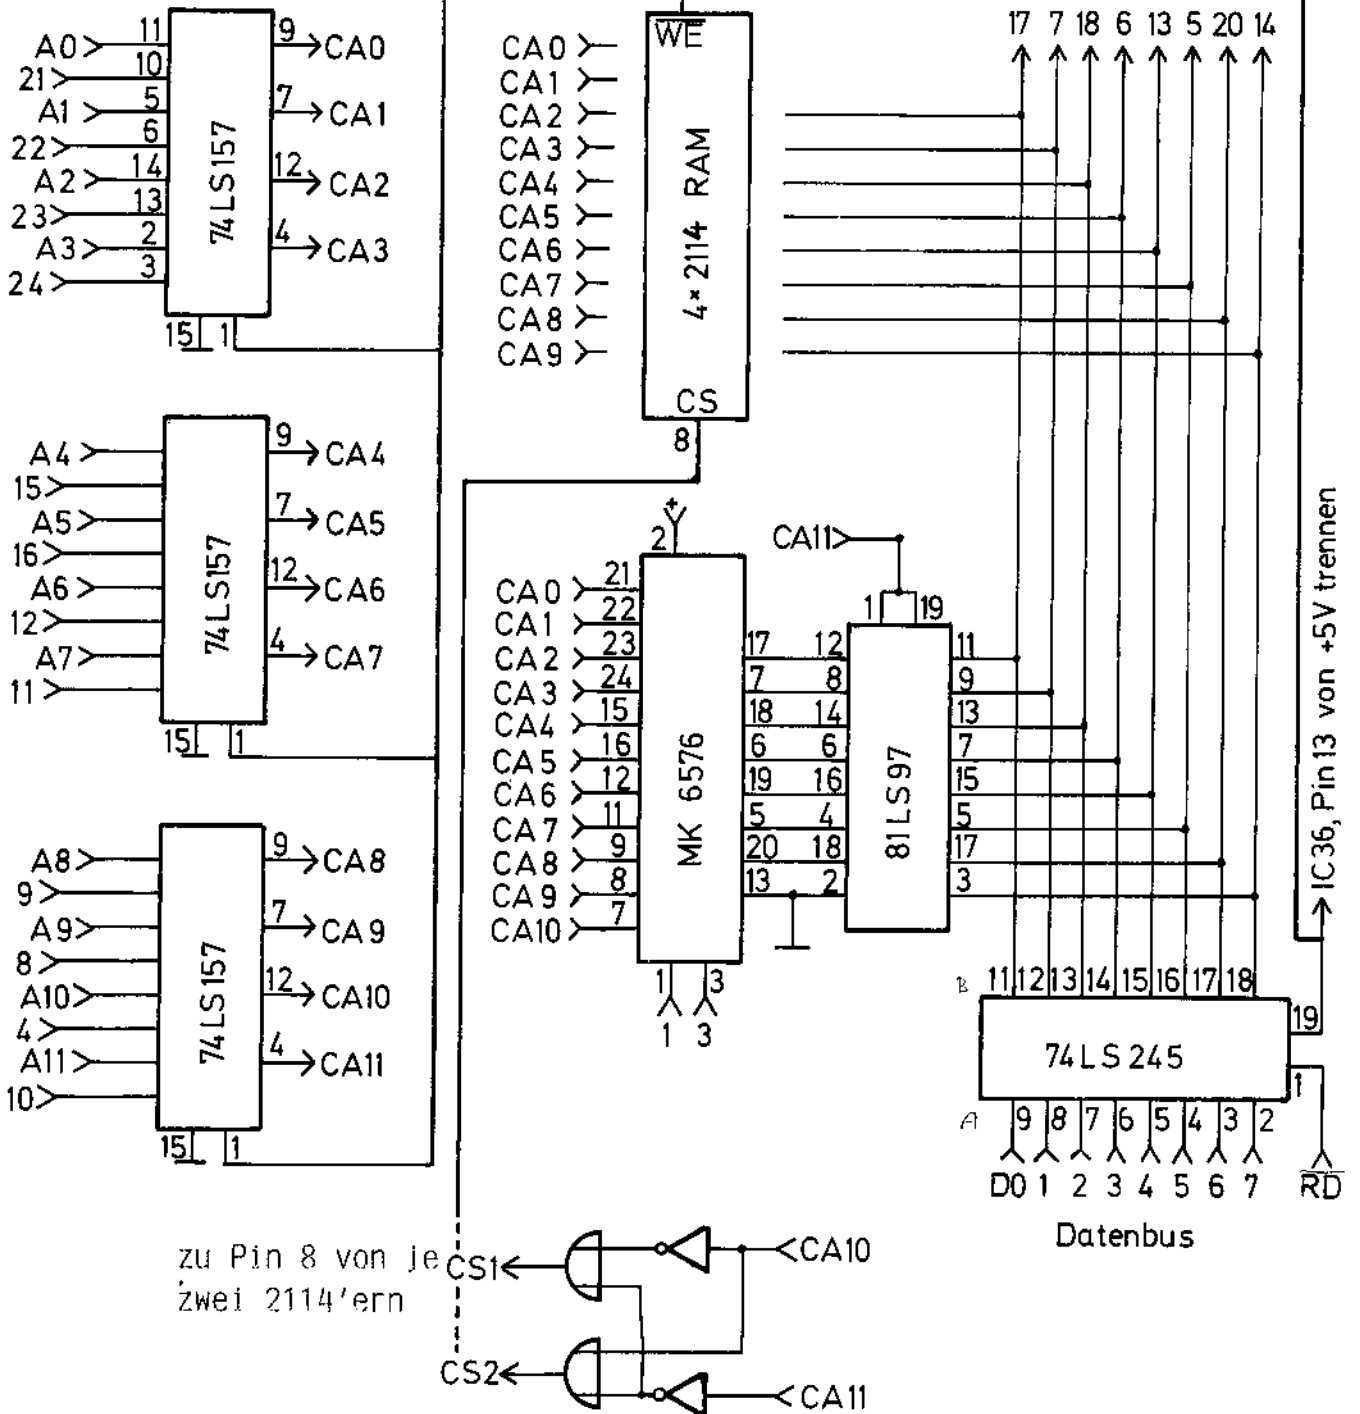 A0 11 9 CA0
21 10
A1 5 7 CA1
22 6
A2 14 12 CA2
23 13
A3 2 4 CA3
24 3
74LS157
15 1
A4 9 CA4
15
A5 7 CA5
16
A6 12 CA6
12
A7 4 CA7
11
74LS157
15 1
A8 9 CA8
9
A9 7 CA9
8
A10 12 CA10
4
A11 4 CA11
10
74LS157
15 1
WE
CA0
CA1
CA2
CA3
CA4
CA5
CA6
CA7
CA8
CA9
4×2114 RAM
CS
8
17 7 18 6 13 5 20 14
+
2
CA0 21
CA1 22
CA2 23
CA3 24
CA4 15
CA5 16
CA6 12
CA7 11
CA8 9
CA9 8
CA10 7
MK 6576
1 3
1 3
CA11
1 19
17 12 11
7 8 9
18 14 13
6 6 7
19 16 15
5 4 5
20 18 17
13 2 3
81LS97
IC36, Pin13 von +5V trennen
B 11 12 13 14 15 16 17 18
19
74LS245
1
A 9 8 7 6 5 4 3 2
D0 1 2 3 4 5 6 7 RD
Datenbus
zu Pin 8 von je
zwei 2114'ern
CS1 CA10
CS2 CA11